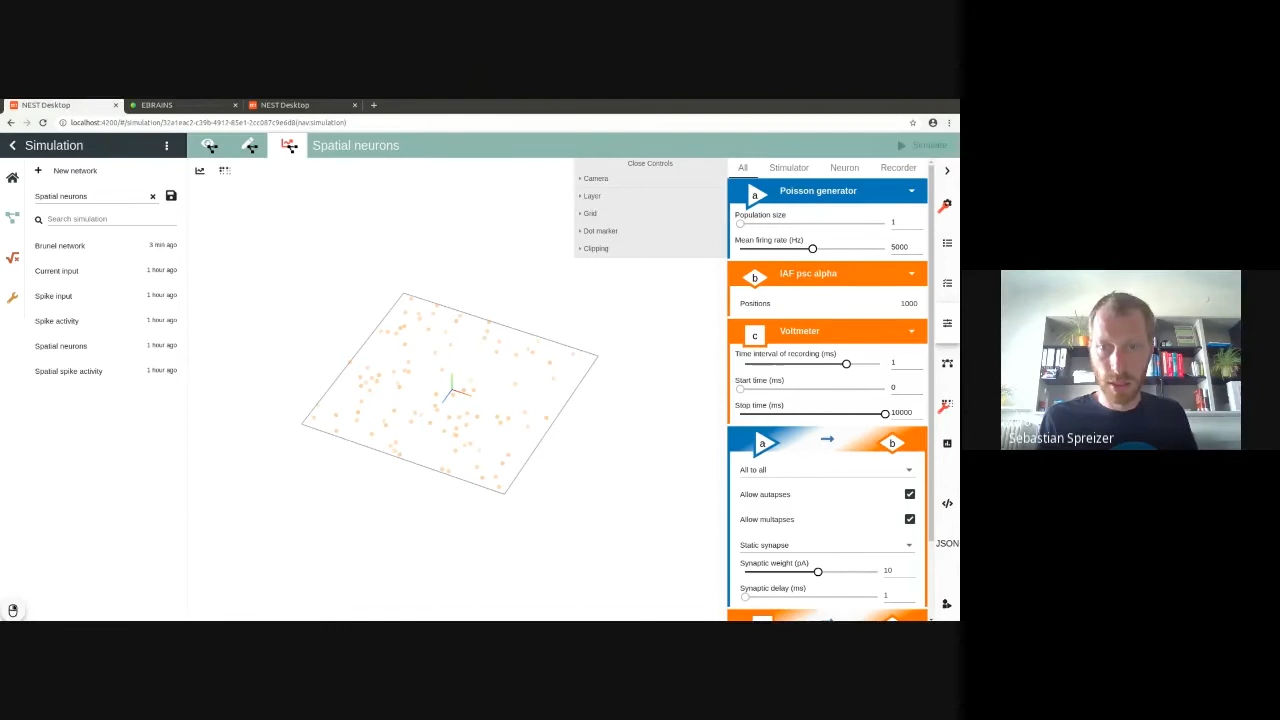 NEST Desktop
EBRAINS
NEST Desktop
localhost:4200/#/simulation/32a1eac2-c39b-4912-85e1-2cc087c9e6d8(nav:simulation)
Simulation
Spatial neurons
Simulate
New network
Spatial neurons
Search simulation
Brunel network 3 min ago
Current input 1 hour ago
Spike input 1 hour ago
Spike activity 1 hour ago
Spatial neurons 1 hour ago
Spatial spike activity 1 hour ago
Close Controls
Camera
Layer
Grid
Dot marker
Clipping
All Stimulator Neuron Recorder
a Poisson generator
Population size
1
Mean firing rate (Hz)
5000
b IAF psc alpha
Positions 1000
c Voltmeter
Time interval of recording (ms)
1
Start time (ms)
0
Stop time (ms)
10000
a b
All to all
Allow autapses
Allow multapses
Static synapse
Synaptic weight (pA)
10
Synaptic delay (ms)
1
JSON
Sebastian Spreizer